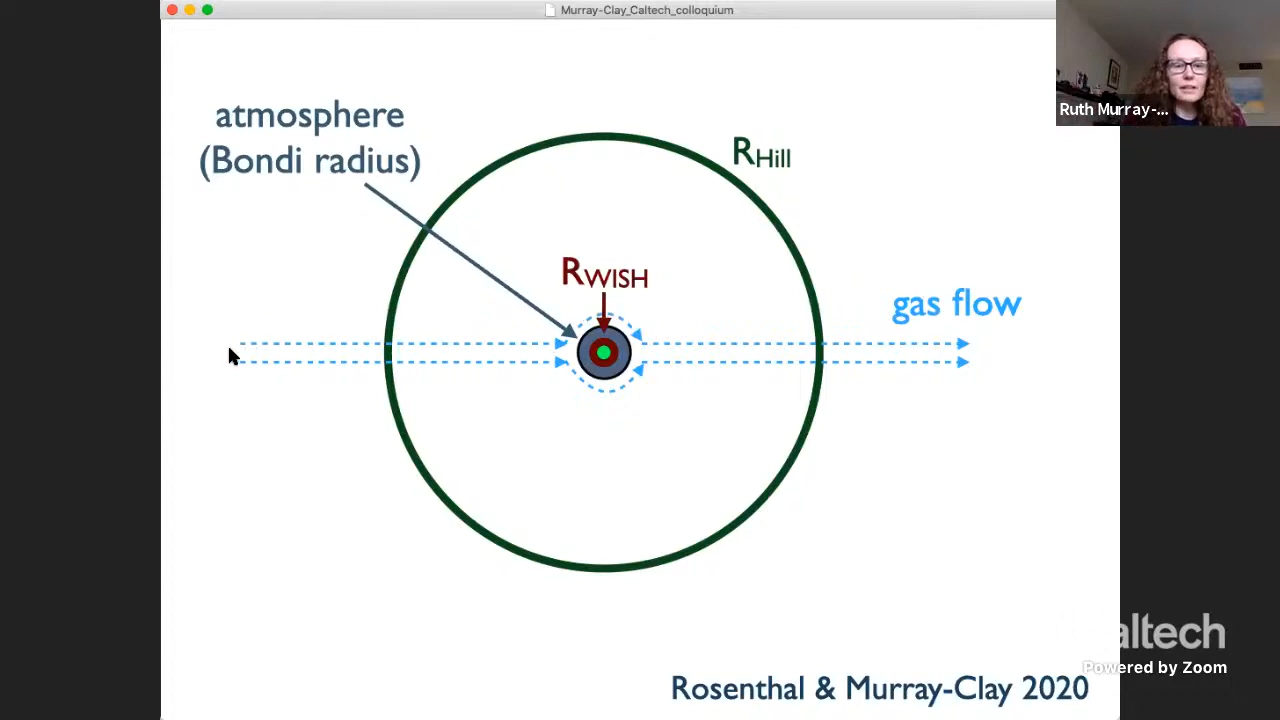 Murray-Clay_Caltech_colloquium
Ruth Murray-...
atmosphere
(Bondi radius)
RHill
RWISH
gas flow
altech
Powered by Zoom
Rosenthal & Murray-Clay 2020